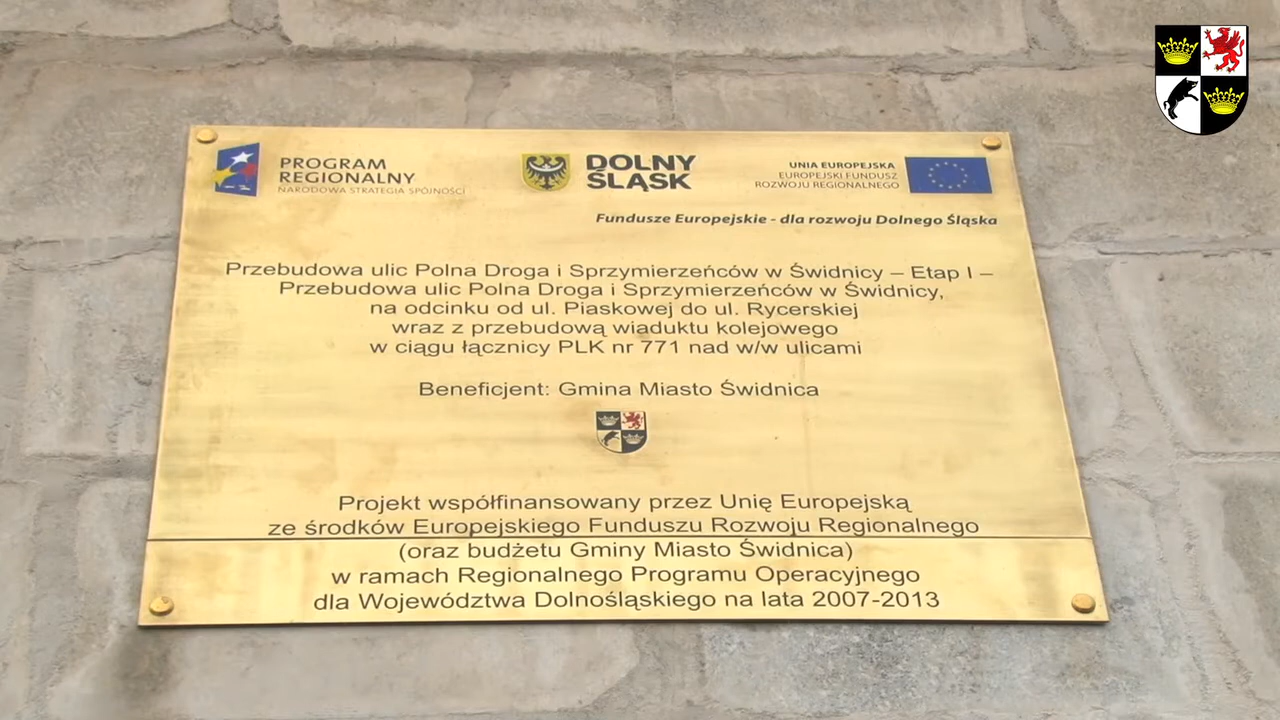 PROGRAM
REGIONALNY
NARODOWA STRATEGIA SPÓJNOŚCI
DOLNY
ŚLĄSK
UNIA EUROPEJSKA
EUROPEJSKI FUNDUSZ
ROZWOJU REGIONALNEGO
Fundusze Europejskie - dla rozwoju Dolnego Śląska
Przebudowa ulic Polna Droga i Sprzymierzeńców w Świdnicy – Etap I –
Przebudowa ulic Polna Droga i Sprzymierzeńców w Świdnicy,
na odcinku od ul. Piaskowej do ul. Rycerskiej
wraz z przebudową wiaduktu kolejowego
w ciągu łącznicy PLK nr 771 nad w/w ulicami
Beneficjent: Gmina Miasto Świdnica
Projekt współfinansowany przez Unię Europejską
ze środków Europejskiego Funduszu Rozwoju Regionalnego
(oraz budżetu Gminy Miasto Świdnica)
w ramach Regionalnego Programu Operacyjnego
dla Województwa Dolnośląskiego na lata 2007-2013